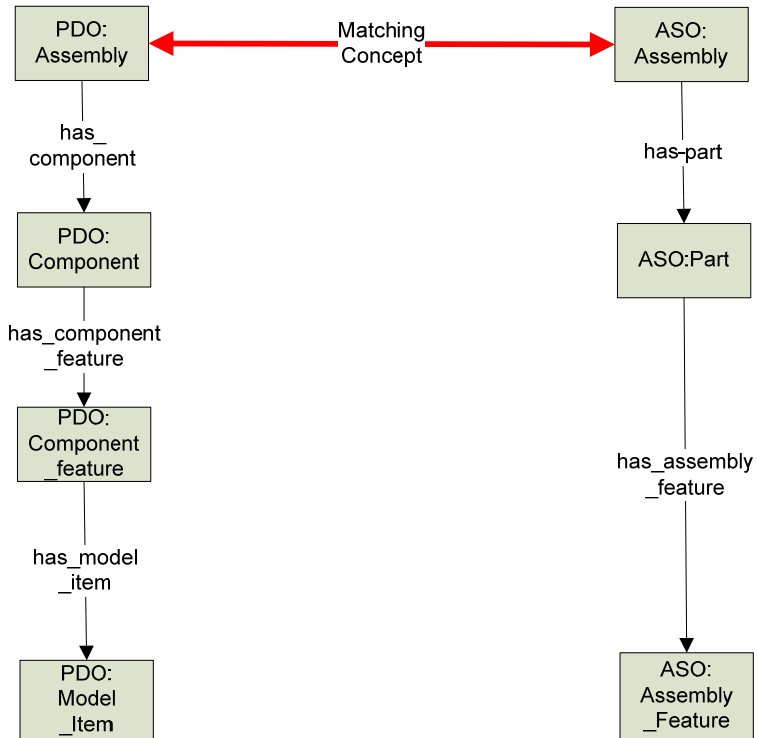 PDO:
Assembly
Matching
Concept
ASO:
Assembly
has_
component
has-part
PDO:
Component
ASO:Part
has_component
_feature
PDO:
Component
_feature
has_assembly
_feature
has_model
_item
PDO:
Model
_Item
ASO:
Assembly
_Feature